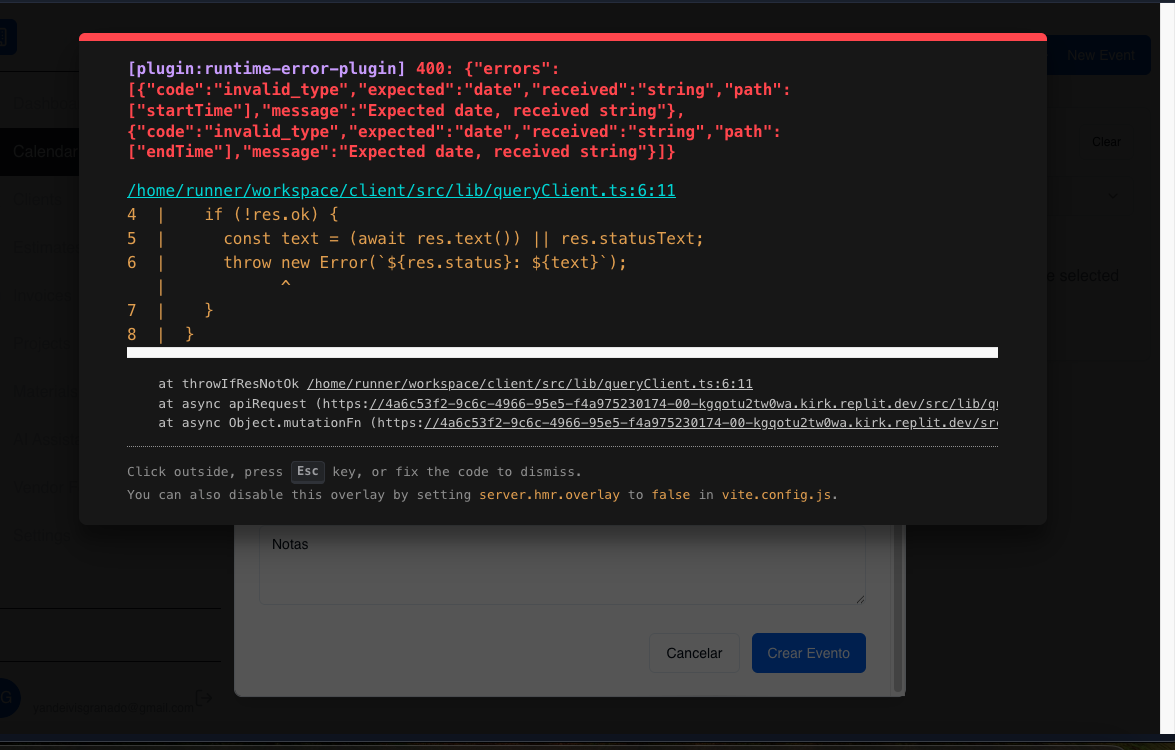 New Event
[plugin:runtime-error-plugin] 400: {"errors":
[{"code":"invalid_type","expected":"date","received":"string","path":
["startTime"],"message":"Expected date, received string"},
{"code":"invalid_type","expected":"date","received":"string","path":
["endTime"],"message":"Expected date, received string"}]}
Calendar
Clear
/home/runner/workspace/client/src/lib/queryClient.ts:6:11
4 | if (!res.ok) {
5 | const text = (await res.text()) || res.statusText;
6 | throw new Error(`${res.status}: ${text}`);
| ^
7 | }
8 | }
selected
at throwIfResNotOk /home/runner/workspace/client/src/lib/queryClient.ts:6:11
at async apiRequest (https://4a6c53f2-9c6c-4966-95e5-f4a975230174-00-kgqotu2tw0wa.kirk.replit.dev/src/lib/q
at async Object.mutationFn (https://4a6c53f2-9c6c-4966-95e5-f4a975230174-00-kgqotu2tw0wa.kirk.replit.dev/sr
Click outside, press Esc key, or fix the code to dismiss.
You can also disable this overlay by setting server.hmr.overlay to false in vite.config.js.
Notas
Cancelar
Crear Evento
G